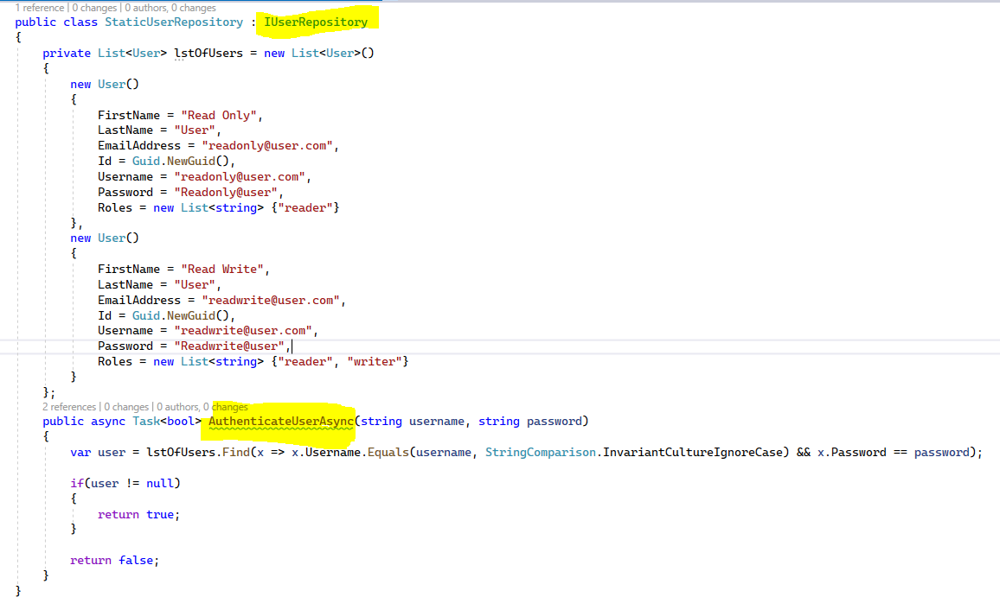 1 reference | 0 changes | 0 authors, 0 changes
public class StaticUserRepository : IUserRepository
{
private List<User> lstOfUsers = new List<User>()
{
new User()
{
FirstName = "Read Only",
LastName = "User",
EmailAddress = "readonly@user.com",
Id = Guid.NewGuid(),
Username = "readonly@user.com",
Password = "Readonly@user",
Roles = new List<string> {"reader"}
},
new User()
{
FirstName = "Read Write",
LastName = "User",
EmailAddress = "readwrite@user.com",
Id = Guid.NewGuid(),
Username = "readwrite@user.com",
Password = "Readwrite@user",
Roles = new List<string> {"reader", "writer"}
}
};
2 references | 0 changes | 0 authors, 0 changes
public async Task<bool> AuthenticateUserAsync(string username, string password)
{
var user = lstOfUsers.Find(x => x.Username.Equals(username, StringComparison.InvariantCultureIgnoreCase) && x.Password == password);
if(user != null)
{
return true;
}
return false;
}
}